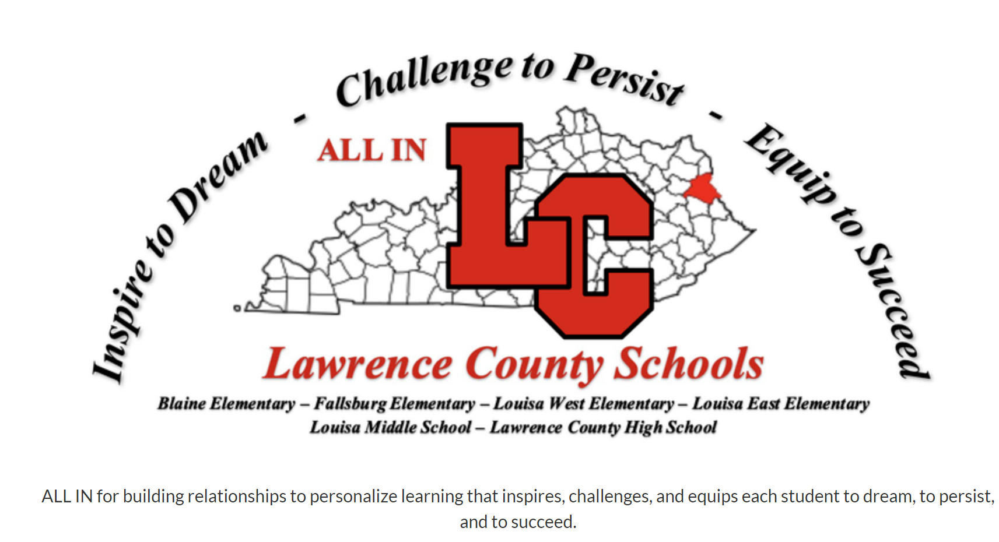 Inspire to Dream - Challenge to Persist - Equip to Succeed
ALL IN
LC
Lawrence County Schools
Blaine Elementary – Fallsburg Elementary – Louisa West Elementary – Louisa East Elementary
Louisa Middle School – Lawrence County High School
ALL IN for building relationships to personalize learning that inspires, challenges, and equips each student to dream, to persist,
and to succeed.